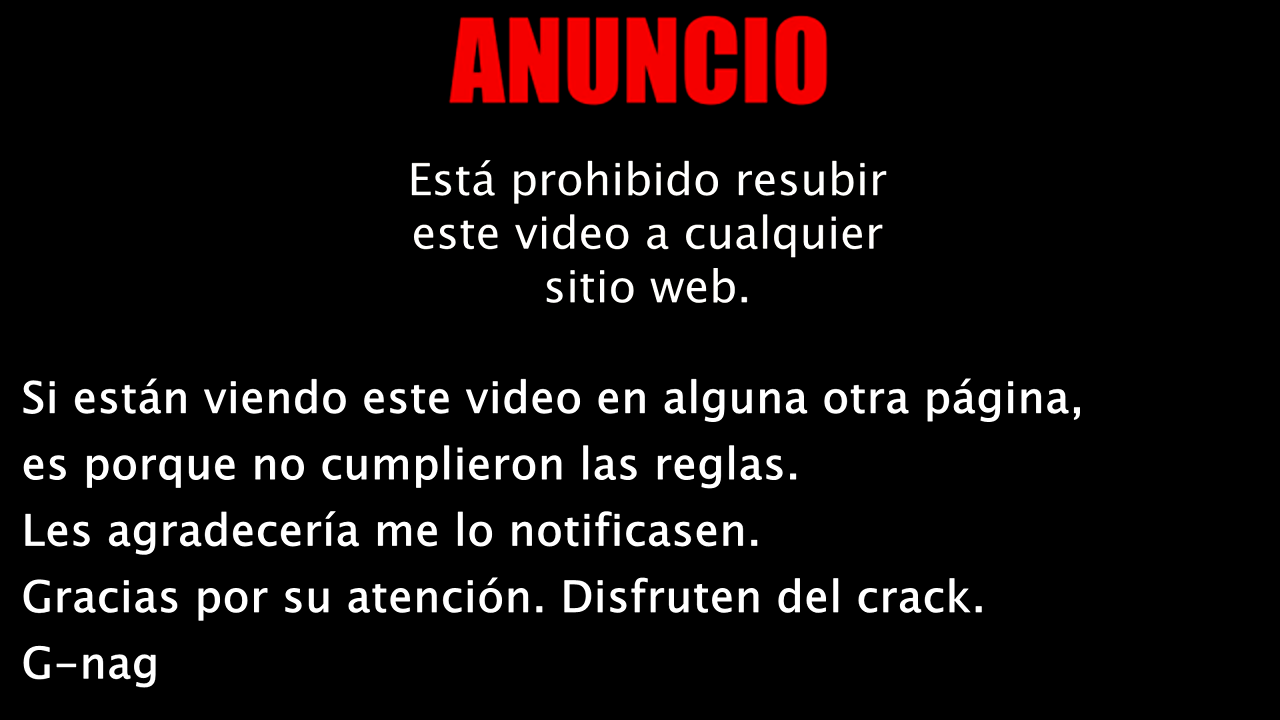 ANUNCIO
Está prohibido resubir
este video a cualquier
sitio web.
Si están viendo este video en alguna otra página,
es porque no cumplieron las reglas.
Les agradecería me lo notificasen.
Gracias por su atención. Disfruten del crack.
G-nag